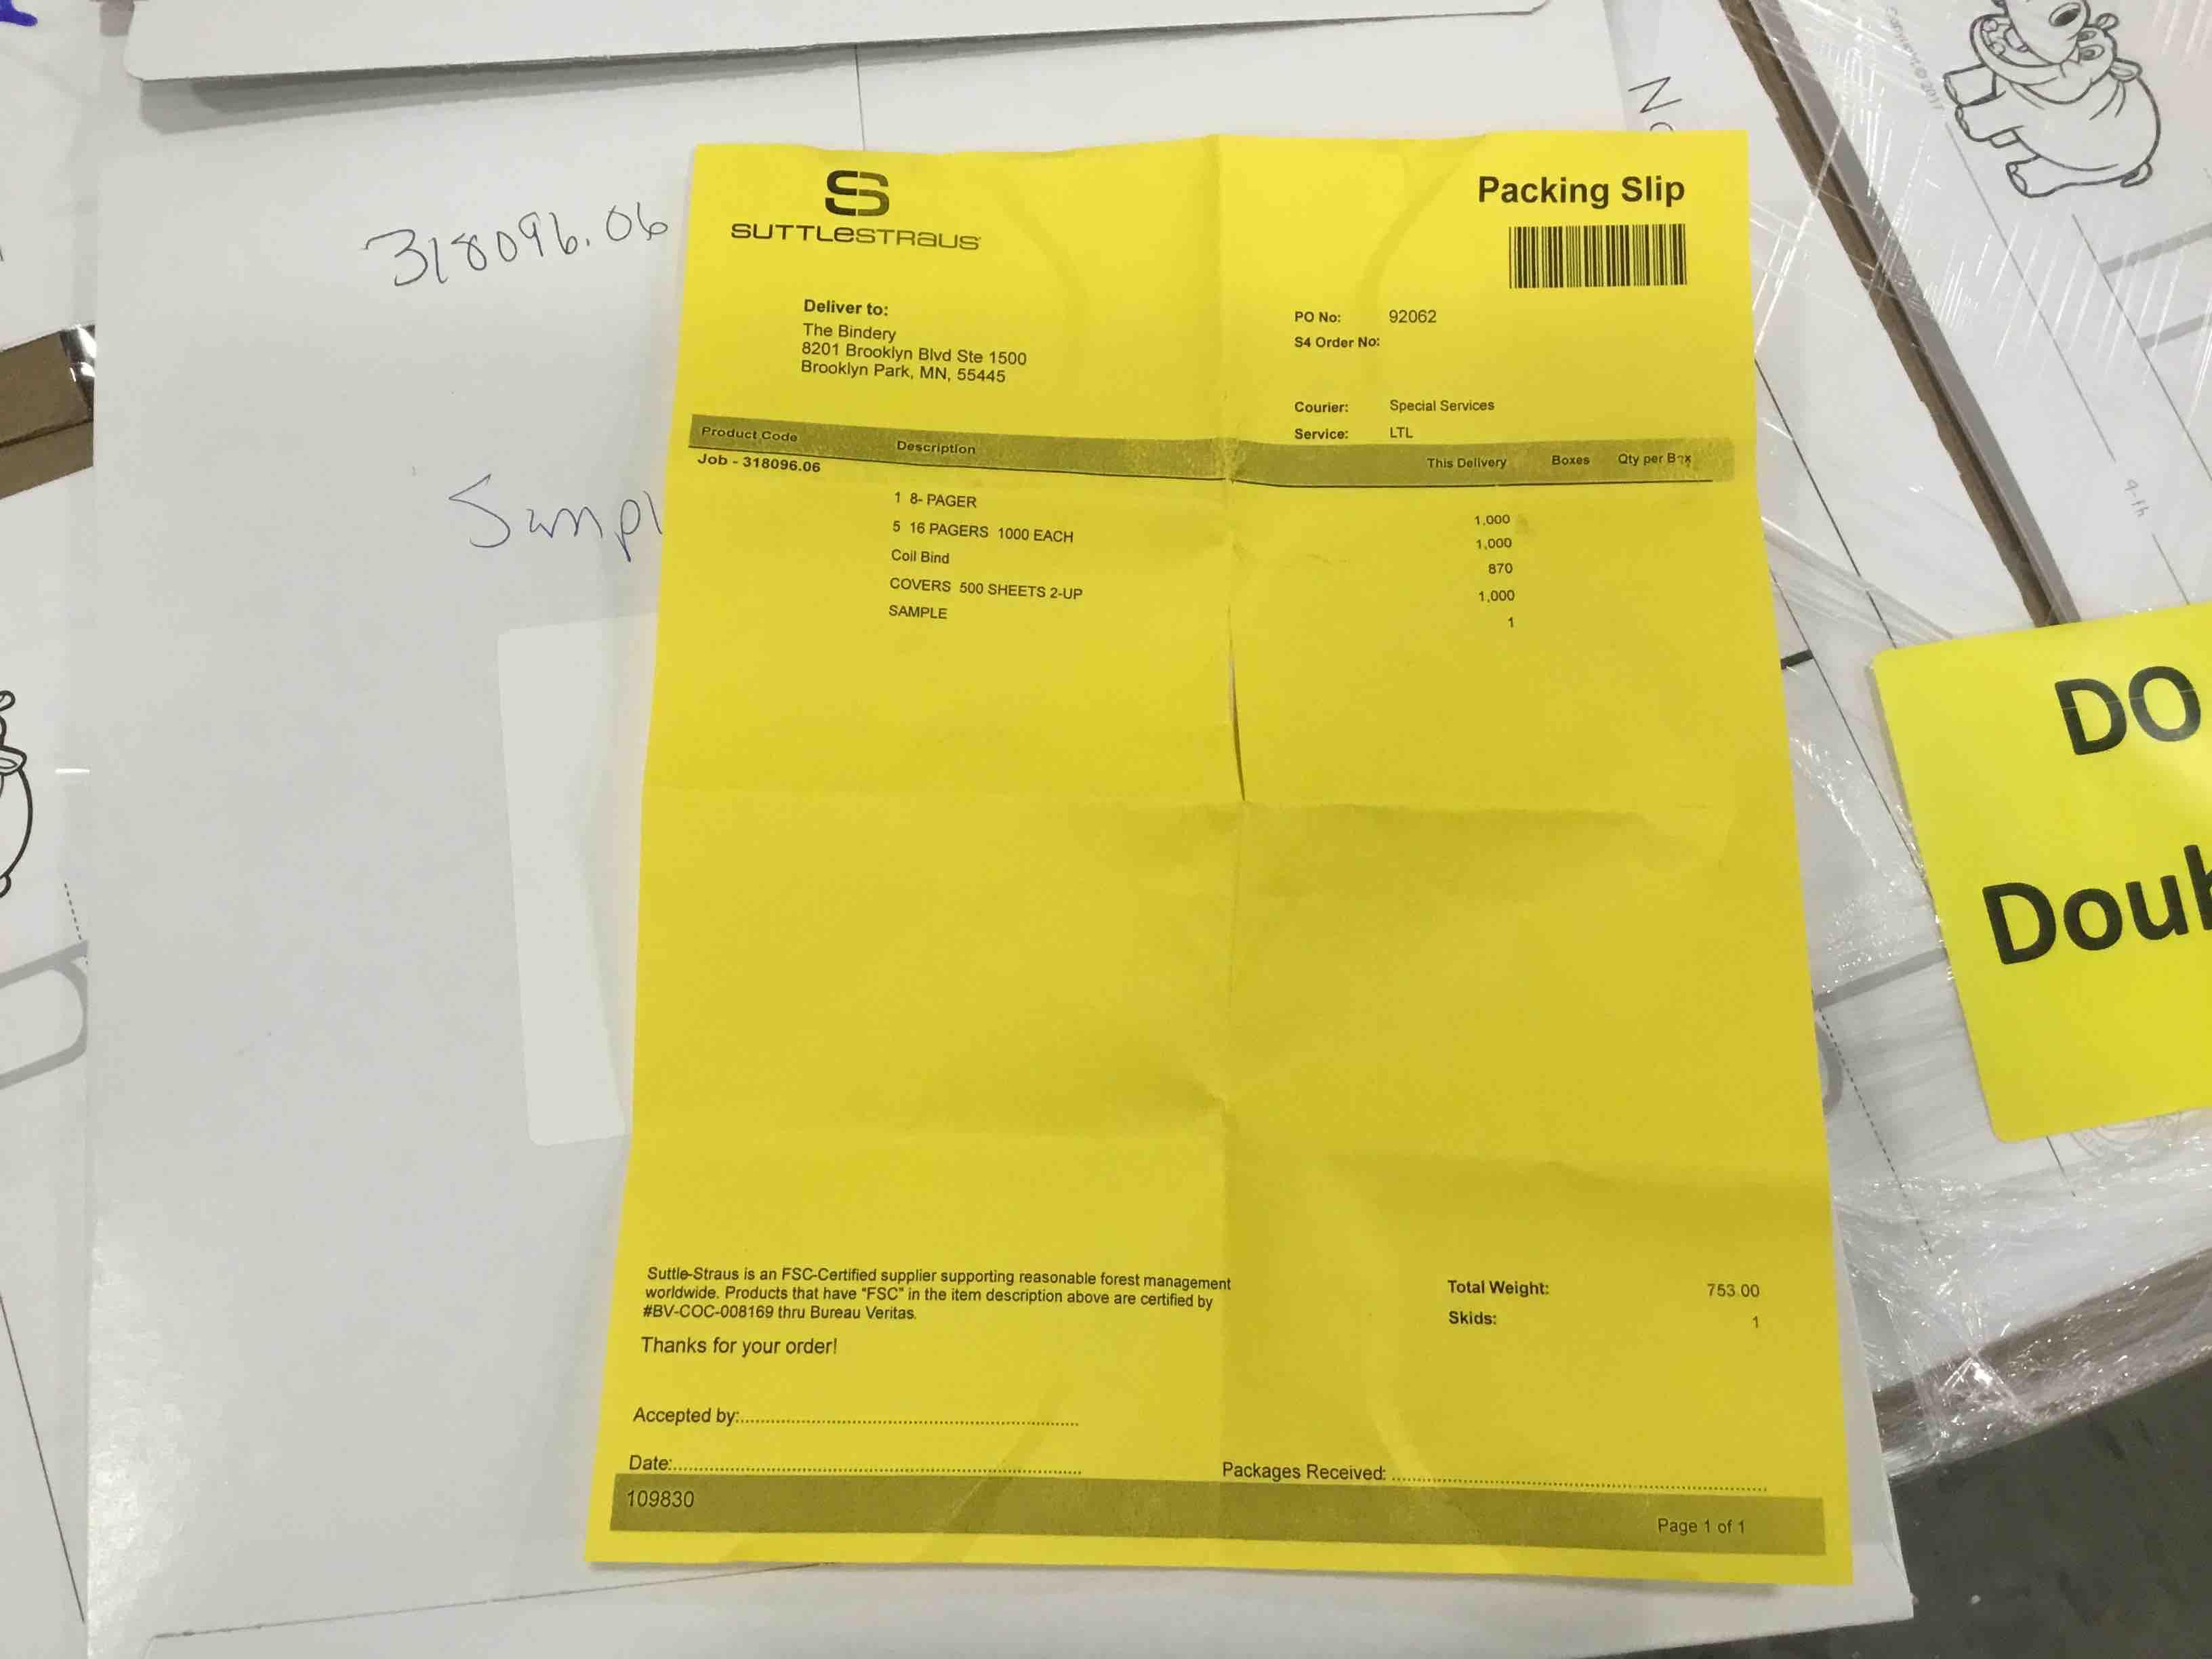 318096.06
Sampl
SUTTLESTRAUS
Packing Slip
Deliver to:
The Bindery
8201 Brooklyn Blvd Ste 1500
Brooklyn Park, MN, 55445
PO No: 92062
S4 Order No:
Courier: Special Services
Service: LTL
Product Code Description This Delivery Boxes Qty per Box
Job - 318096.06
1 8- PAGER 1,000
5 16 PAGERS 1000 EACH 1,000
Coil Bind 870
COVERS 500 SHEETS 2-UP 1,000
SAMPLE 1
Suttle-Straus is an FSC-Certified supplier supporting reasonable forest management
worldwide. Products that have "FSC" in the item description above are certified by
#BV-COC-008169 thru Bureau Veritas.
Thanks for your order!
Total Weight: 753.00
Skids: 1
Accepted by:
Date:
Packages Received:
109830
Page 1 of 1
DO
Doub